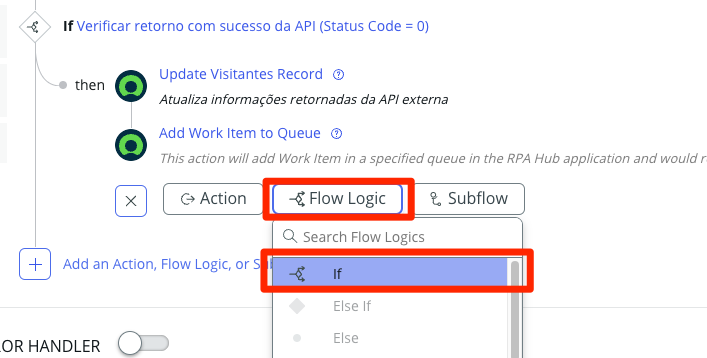 If Verificar retorno com sucesso da API (Status Code = 0)
then
Update Visitantes Record
Atualiza informações retornadas da API externa
Add Work Item to Queue
This action will add Work Item in a specified queue in the RPA Hub application and would
Action Flow Logic Subflow
Search Flow Logics
Add an Action, Flow Logic, or
If
Else If
Else
HANDLER